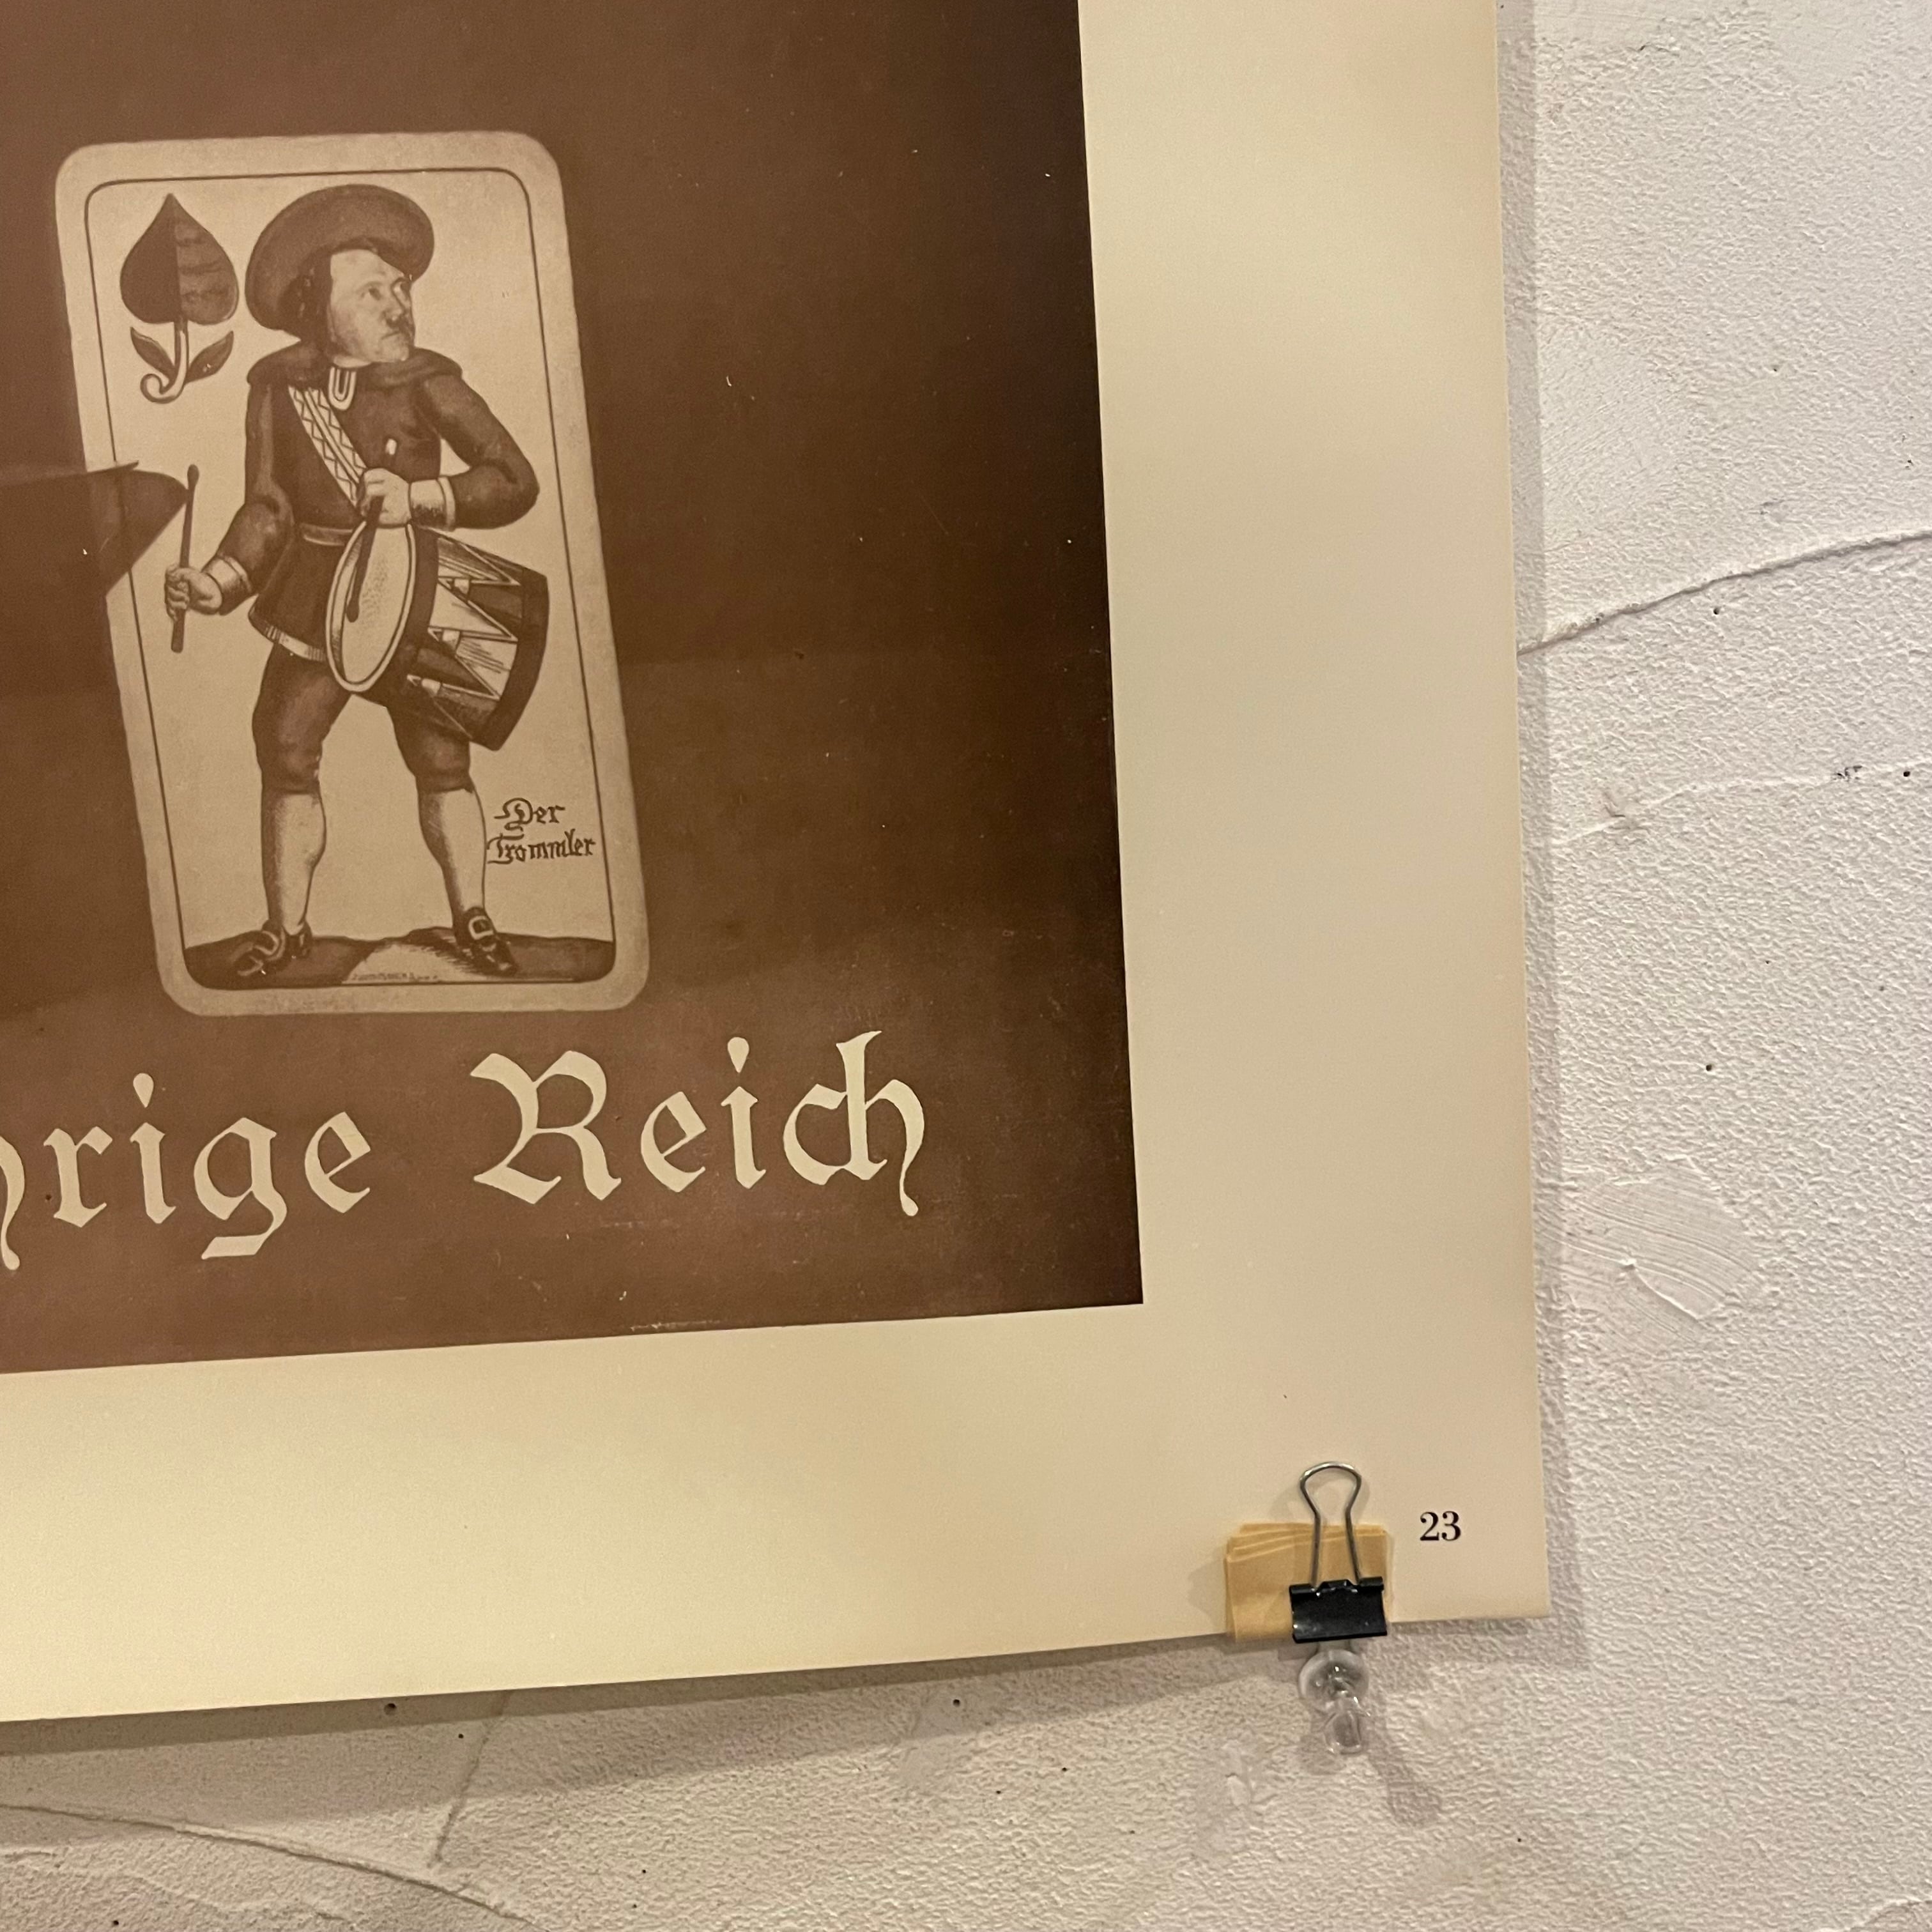 Der
Trommler
hrige Reich
23